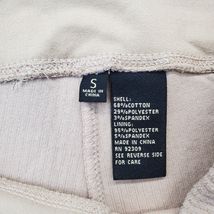 S
MADE IN
CHINA
SHELL:
68%COTTON
29%POLYESTER
3%SPANDEX
LINING:
95%POLYESTER
5%SPANDEX
MADE IN CHINA
RN 92309
SEE REVERSE SIDE
FOR CARE